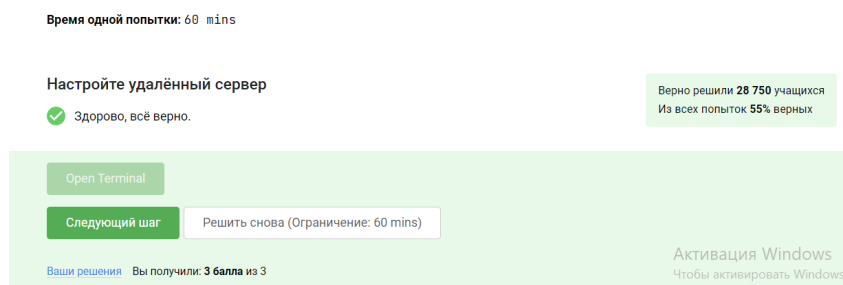 Время одной попытки: 60 mins
Настройте удалённый сервер
Здорово, всё верно.
Верно решили 28 750 учащихся
Из всех попыток 55% верных
Open Terminal
Следующий шаг
Решить снова (Ограничение: 60 mins)
Ваши решения Вы получили: 3 балла из 3
Активация Windows
Чтобы активировать Windows